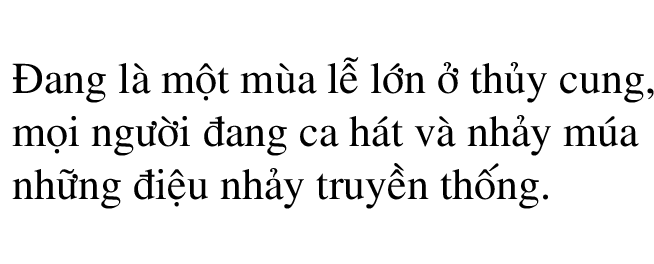 Đang là một mùa lễ lớn ở thủy cung,
mọi người đang ca hát và nhảy múa
những điệu nhảy truyền thống.